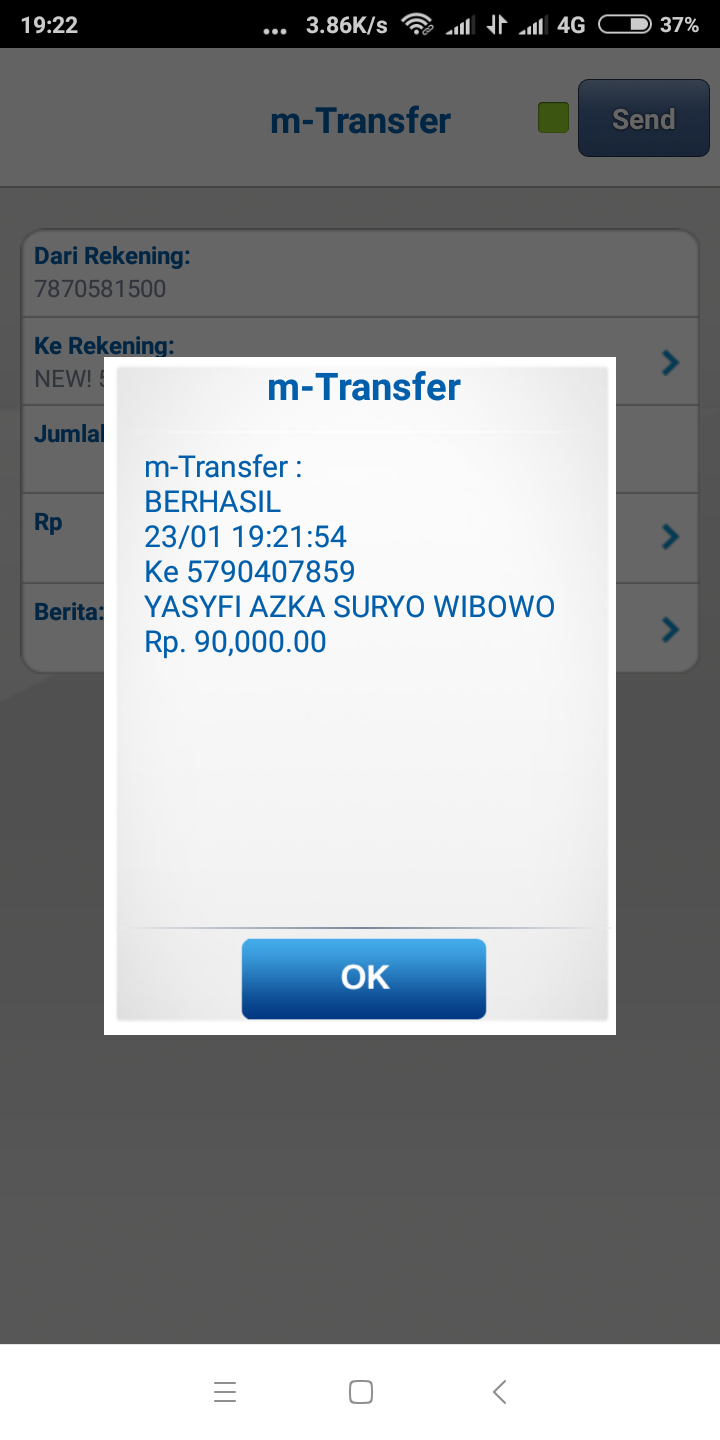 19:22
... 3.86K/s 4G 37%
m-Transfer
Send
Dari Rekening:
7870581500
Ke Rekening:
NEW! 5
Jumlah
Rp
Berita:
m-Transfer
m-Transfer :
BERHASIL
23/01 19:21:54
Ke 5790407859
YASYFI AZKA SURYO WIBOWO
Rp. 90,000.00
OK